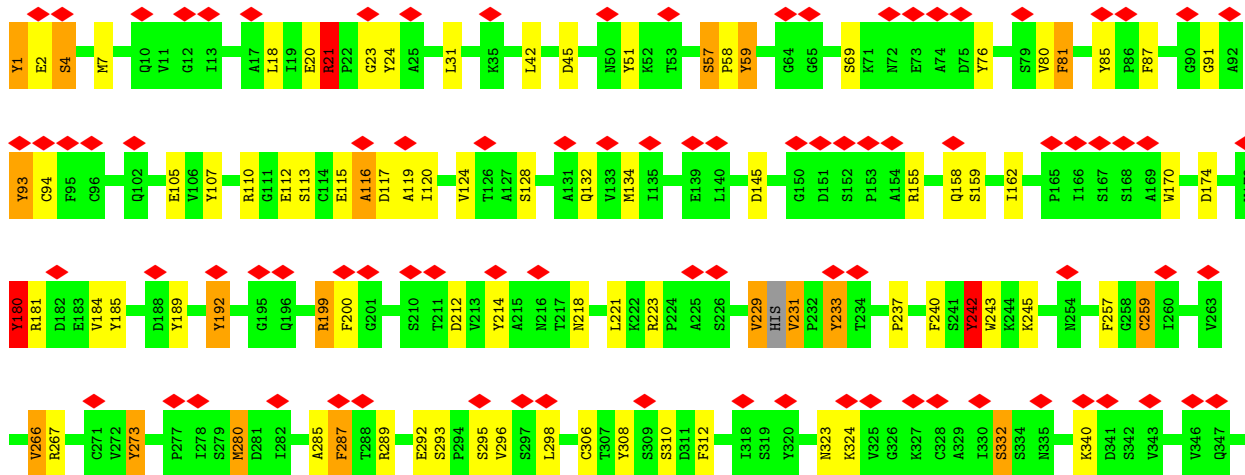 Y1 E2 S4 M7 Q10 V11 G12 I13 A17 L18 I19 E20 R21 P22 G23 Y24 A25 L31 K35 L42 D45 N50 Y51 K52 T53 S57 P58 Y59 G64 G65 S69 K71 N72 E73 A74 D75 Y76 S79 V80 F81 Y85 P86 F87 G90 G91 A92
Y93 C94 F95 C96 Q102 E105 V106 Y107 R110 G111 E112 S113 C114 E115 A116 D117 A119 I120 V124 T126 A127 S128 A131 Q132 V133 M134 I135 E139 L140 D145 G150 D151 S152 P153 A154 R155 Q158 S159 I162 P165 I166 S167 S168 A169 W170 D174
Y180 R181 D182 E183 V184 Y185 D188 Y189 Y192 G195 Q196 R199 F200 G201 S210 T211 D212 V213 Y214 A215 N216 T217 N218 L221 K222 R223 P224 A225 S226 V229 HIS V231 P232 Y233 T234 P237 F240 S241 Y242 W243 K244 K245 N254 F257 G258 C259 I260 V263
V266 R267 C271 V272 Y273 P277 I278 S279 M280 D281 I282 A285 F287 T288 R289 E292 S293 P294 S295 V296 S297 L298 C306 T307 Y308 S309 S310 D311 F312 I318 S319 Y320 N323 K324 V325 G326 K327 C328 A329 I330 S332 S334 N335 K340 D341 S342 V343 V346 Q347